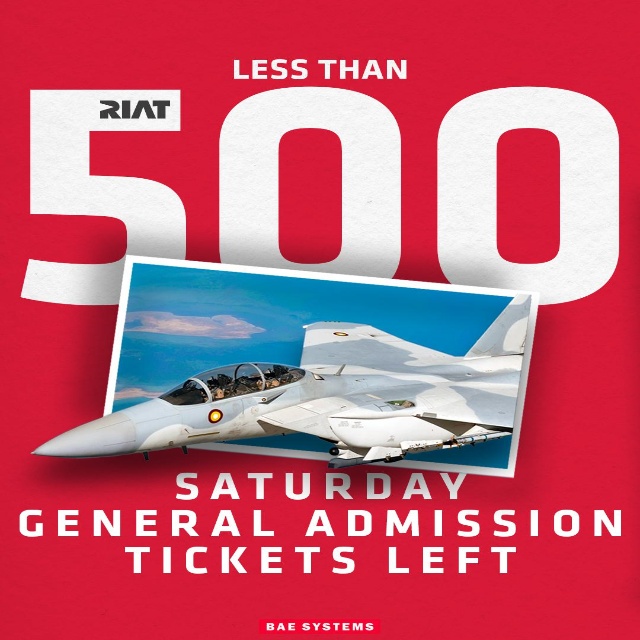 LESS THAN
500
RIAT
SATURDAY
GENERAL ADMISSION
TICKETS LEFT
BAE SYSTEMS